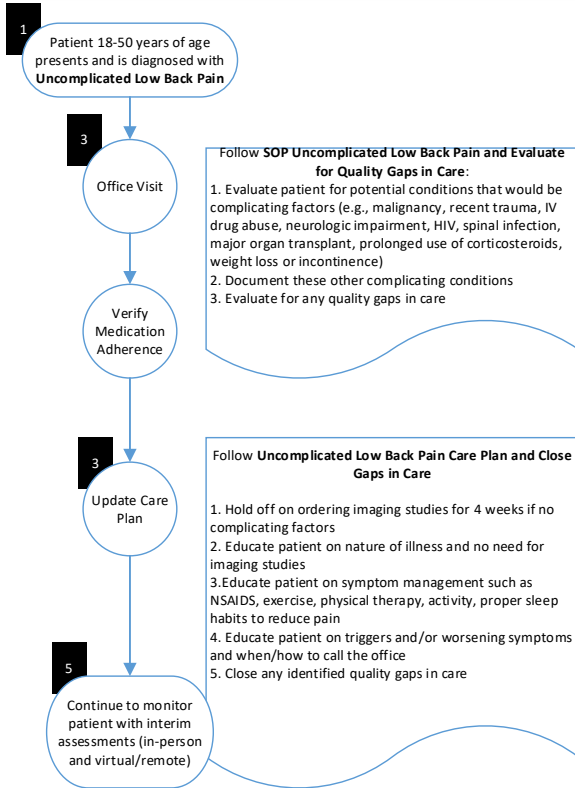 1
Patient 18-50 years of age
presents and is diagnosed with
Uncomplicated Low Back Pain
3
Office Visit
Follow SOP Uncomplicated Low Back Pain and Evaluate
for Quality Gaps in Care:
1. Evaluate patient for potential conditions that would be
complicating factors (e.g., malignancy, recent trauma, IV
drug abuse, neurologic impairment, HIV, spinal infection,
major organ transplant, prolonged use of corticosteroids,
weight loss or incontinence)
2. Document these other complicating conditions
3. Evaluate for any quality gaps in care
Verify
Medication
Adherence
3
Update Care
Plan
Follow Uncomplicated Low Back Pain Care Plan and Close
Gaps in Care
1. Hold off on ordering imaging studies for 4 weeks if no
complicating factors
2. Educate patient on nature of illness and no need for
imaging studies
3.Educate patient on symptom management such as
NSAIDS, exercise, physical therapy, activity, proper sleep
habits to reduce pain
4. Educate patient on triggers and/or worsening symptoms
and when/how to call the office
5. Close any identified quality gaps in care
5
Continue to monitor
patient with interim
assessments (in-person
and virtual/remote)